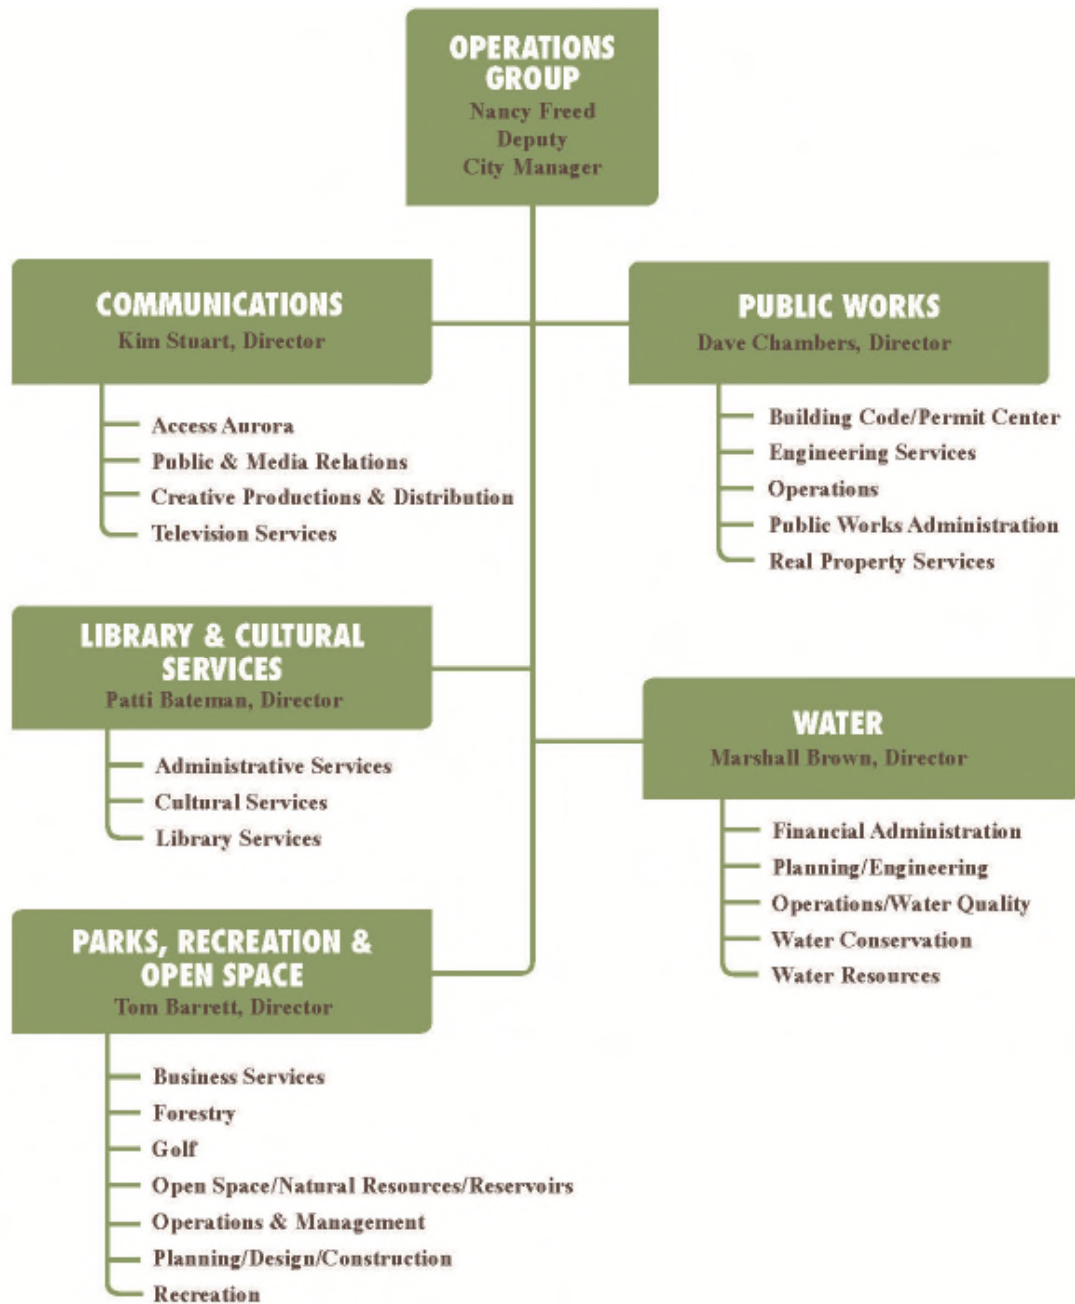 OPERATIONS
GROUP
Nancy Freed
Deputy
City Manager
COMMUNICATIONS
Kim Stuart, Director
Access Aurora
Public & Media Relations
Creative Productions & Distribution
Television Services
PUBLIC WORKS
Dave Chambers, Director
Building Code/Permit Center
Engineering Services
Operations
Public Works Administration
Real Property Services
LIBRARY & CULTURAL
SERVICES
Patti Bateman, Director
Administrative Services
Cultural Services
Library Services
WATER
Marshall Brown, Director
Financial Administration
Planning/Engineering
Operations/Water Quality
Water Conservation
Water Resources
PARKS, RECREATION &
OPEN SPACE
Tom Barrett, Director
Business Services
Forestry
Golf
Open Space/Natural Resources/Reservoirs
Operations & Management
Planning/Design/Construction
Recreation